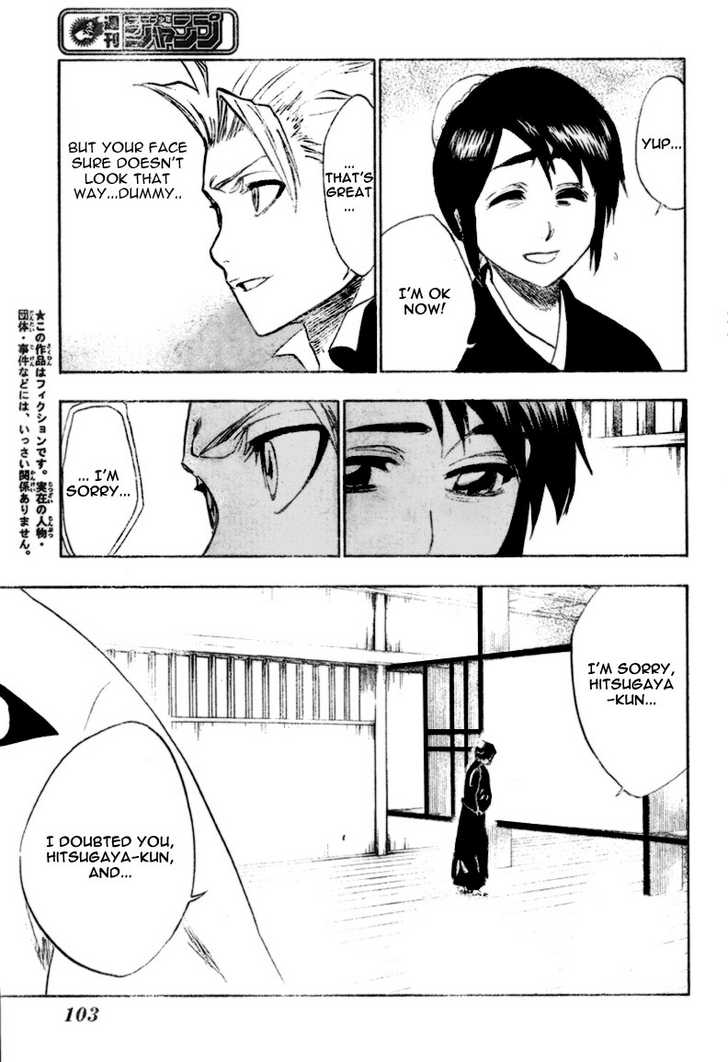 週刊
少年
ジャンプ
YUP...
I'M OK
NOW!
...
THAT'S
GREAT
...
BUT YOUR FACE
SURE DOESN'T
LOOK THAT
WAY...DUMMY..
... I'M
SORRY...
I'M SORRY,
HITSUGAYA
-KUN...
I DOUBTED YOU,
HITSUGAYA-KUN,
AND...
★この作品はフィクションです。実在の人物・
団体・事件などには、いっさい関係ありません。
103